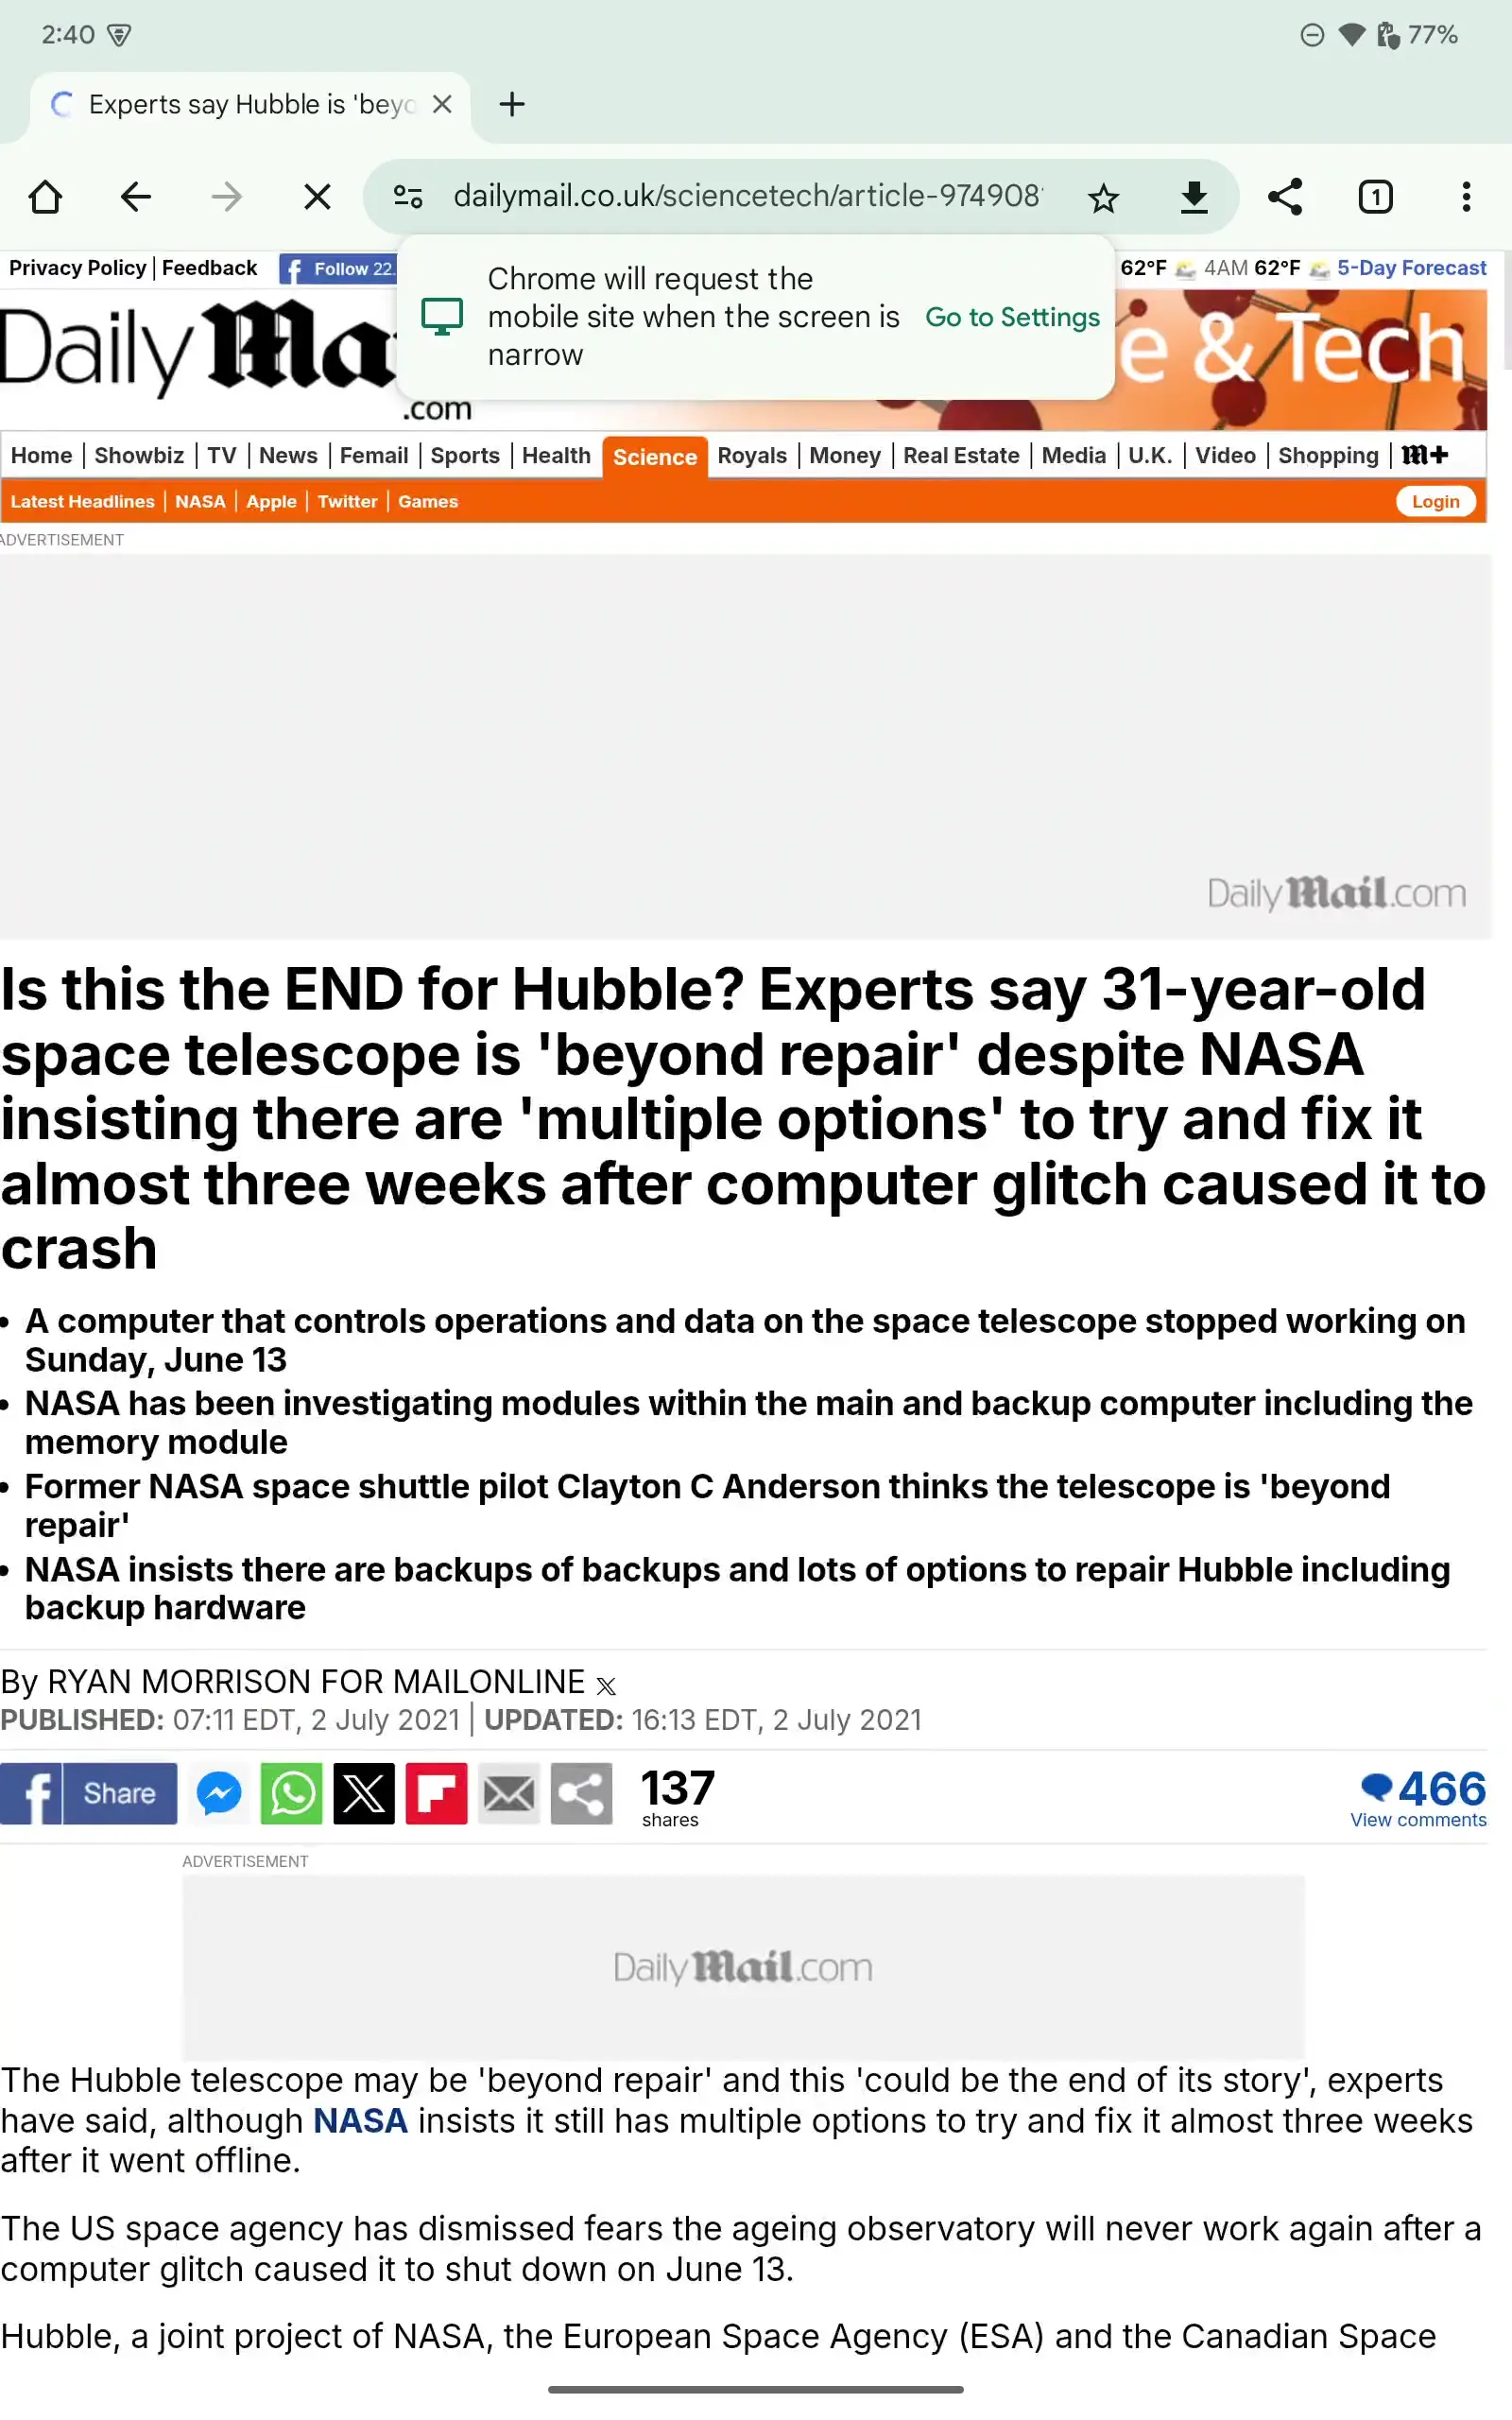 2:40
77%
Experts say Hubble is 'beyo
dailymail.co.uk/sciencetech/article-974908
1
Privacy Policy | Feedback
Follow 22.
62°F 4AM 62°F 5-Day Forecast
Chrome will request the
mobile site when the screen is
narrow
Go to Settings
Daily Ma
.com
e & Tech
Home | Showbiz | TV | News | Femail | Sports | Health Science Royals | Money | Real Estate | Media | U.K. | Video | Shopping | m+
Latest Headlines | NASA | Apple | Twitter | Games
Login
ADVERTISEMENT
Daily Mail.com
Is this the END for Hubble? Experts say 31-year-old
space telescope is 'beyond repair' despite NASA
insisting there are 'multiple options' to try and fix it
almost three weeks after computer glitch caused it to
crash
• A computer that controls operations and data on the space telescope stopped working on
Sunday, June 13
• NASA has been investigating modules within the main and backup computer including the
memory module
• Former NASA space shuttle pilot Clayton C Anderson thinks the telescope is 'beyond
repair'
• NASA insists there are backups of backups and lots of options to repair Hubble including
backup hardware
By RYAN MORRISON FOR MAILONLINE
PUBLISHED: 07:11 EDT, 2 July 2021 | UPDATED: 16:13 EDT, 2 July 2021
Share
137
shares
466
View comments
ADVERTISEMENT
Daily Mail.com
The Hubble telescope may be 'beyond repair' and this 'could be the end of its story', experts
have said, although NASA insists it still has multiple options to try and fix it almost three weeks
after it went offline.
The US space agency has dismissed fears the ageing observatory will never work again after a
computer glitch caused it to shut down on June 13.
Hubble, a joint project of NASA, the European Space Agency (ESA) and the Canadian Space